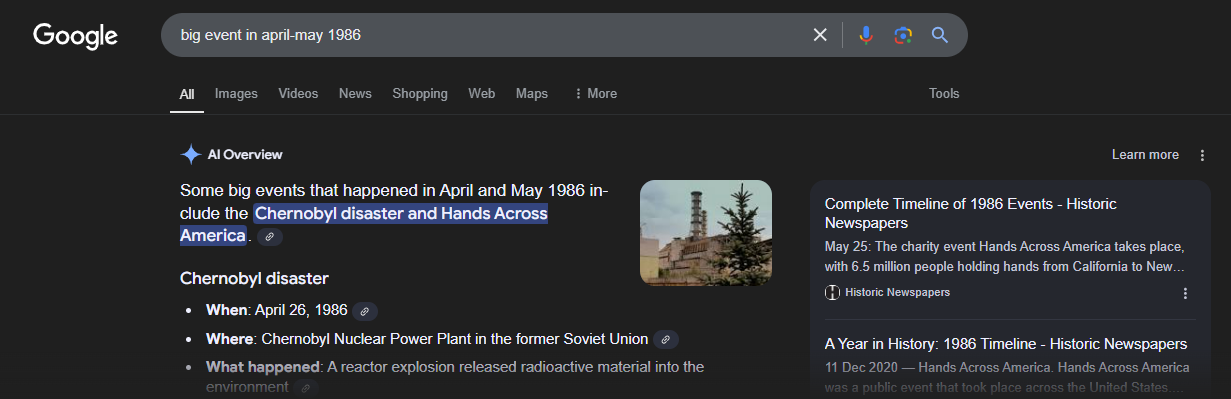 Google
big event in april-may 1986
All Images Videos News Shopping Web Maps More Tools
AI Overview
Learn more
Some big events that happened in April and May 1986 in-
clude the Chernobyl disaster and Hands Across
America.
Chernobyl disaster
• When: April 26, 1986
• Where: Chernobyl Nuclear Power Plant in the former Soviet Union
• What happened: A reactor explosion released radioactive material into the
environment
Complete Timeline of 1986 Events - Historic
Newspapers
May 25: The charity event Hands Across America takes place,
with 6.5 million people holding hands from California to New...
Historic Newspapers
A Year in History: 1986 Timeline - Historic Newspapers
11 Dec 2020 — Hands Across America. Hands Across America
was a public event that took place across the United States....